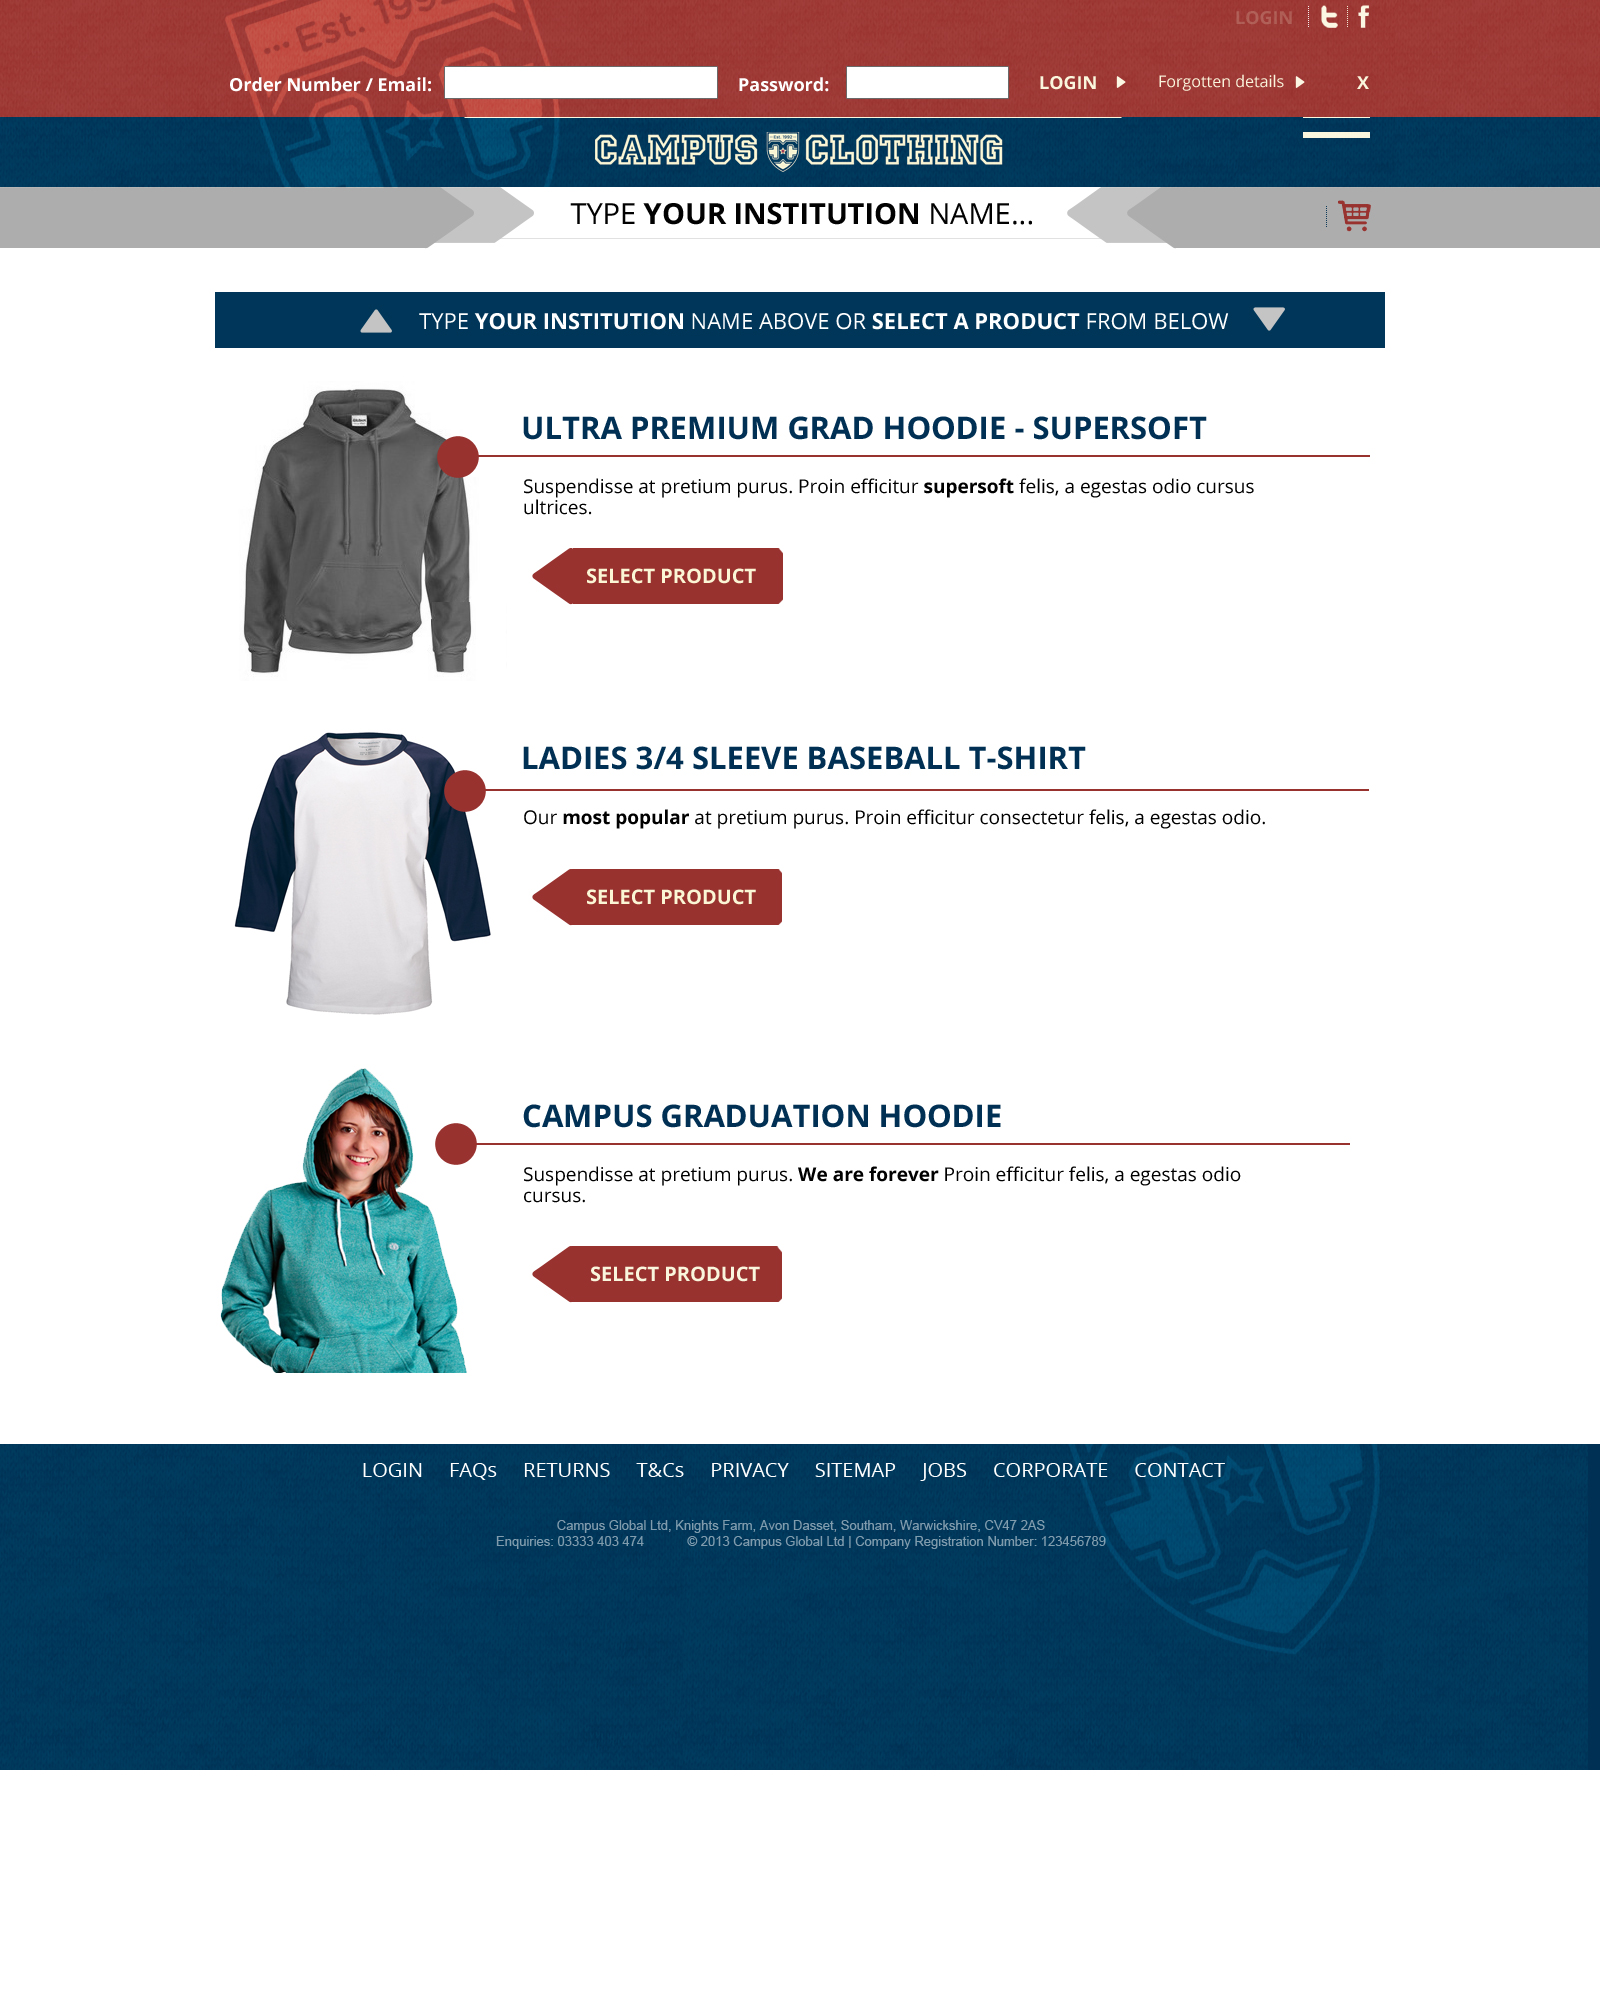 ... Est. 1992
LOGIN
Order Number / Email:
Password:
LOGIN
Forgotten details
X
CAMPUS
Est. 1992
CLOTHING
TYPE YOUR INSTITUTION NAME...
TYPE YOUR INSTITUTION NAME ABOVE OR SELECT A PRODUCT FROM BELOW
ULTRA PREMIUM GRAD HOODIE - SUPERSOFT
Suspendisse at pretium purus. Proin efficitur supersoft felis, a egestas odio cursus
ultrices.
SELECT PRODUCT
LADIES 3/4 SLEEVE BASEBALL T-SHIRT
Our most popular at pretium purus. Proin efficitur consectetur felis, a egestas odio.
SELECT PRODUCT
CAMPUS GRADUATION HOODIE
Suspendisse at pretium purus. We are forever Proin efficitur felis, a egestas odio
cursus.
SELECT PRODUCT
LOGIN FAQs RETURNS T&Cs PRIVACY SITEMAP JOBS CORPORATE CONTACT
Campus Global Ltd, Knights Farm, Avon Dasset, Southam, Warwickshire, CV47 2AS
Enquiries: 03333 403 474 © 2013 Campus Global Ltd | Company Registration Number: 123456789